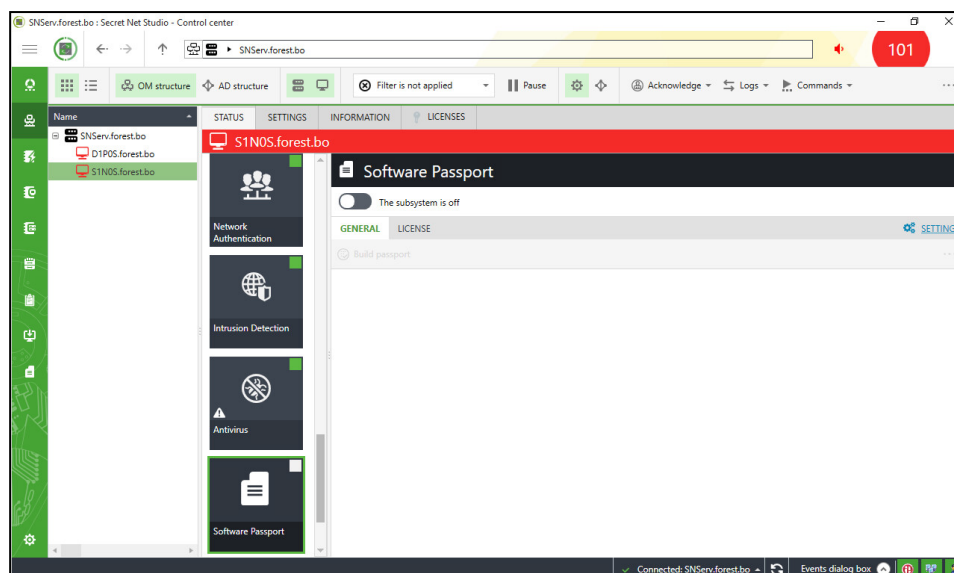 SNServ.forest.bo : Secret Net Studio - Control center
SNServ.forest.bo
101
OM structure
AD structure
Filter is not applied
Pause
Acknowledge
Logs
Commands
Name
SNServ.forest.bo
D1P0S.forest.bo
S1N0S.forest.bo
STATUS
SETTINGS
INFORMATION
LICENSES
S1N0S.forest.bo
Network
Authentication
Intrusion Detection
Antivirus
Software Passport
Software Passport
The subsystem is off
GENERAL
LICENSE
SETTING
Build passport
Connected: SNServ.forest.bo
Events dialog box